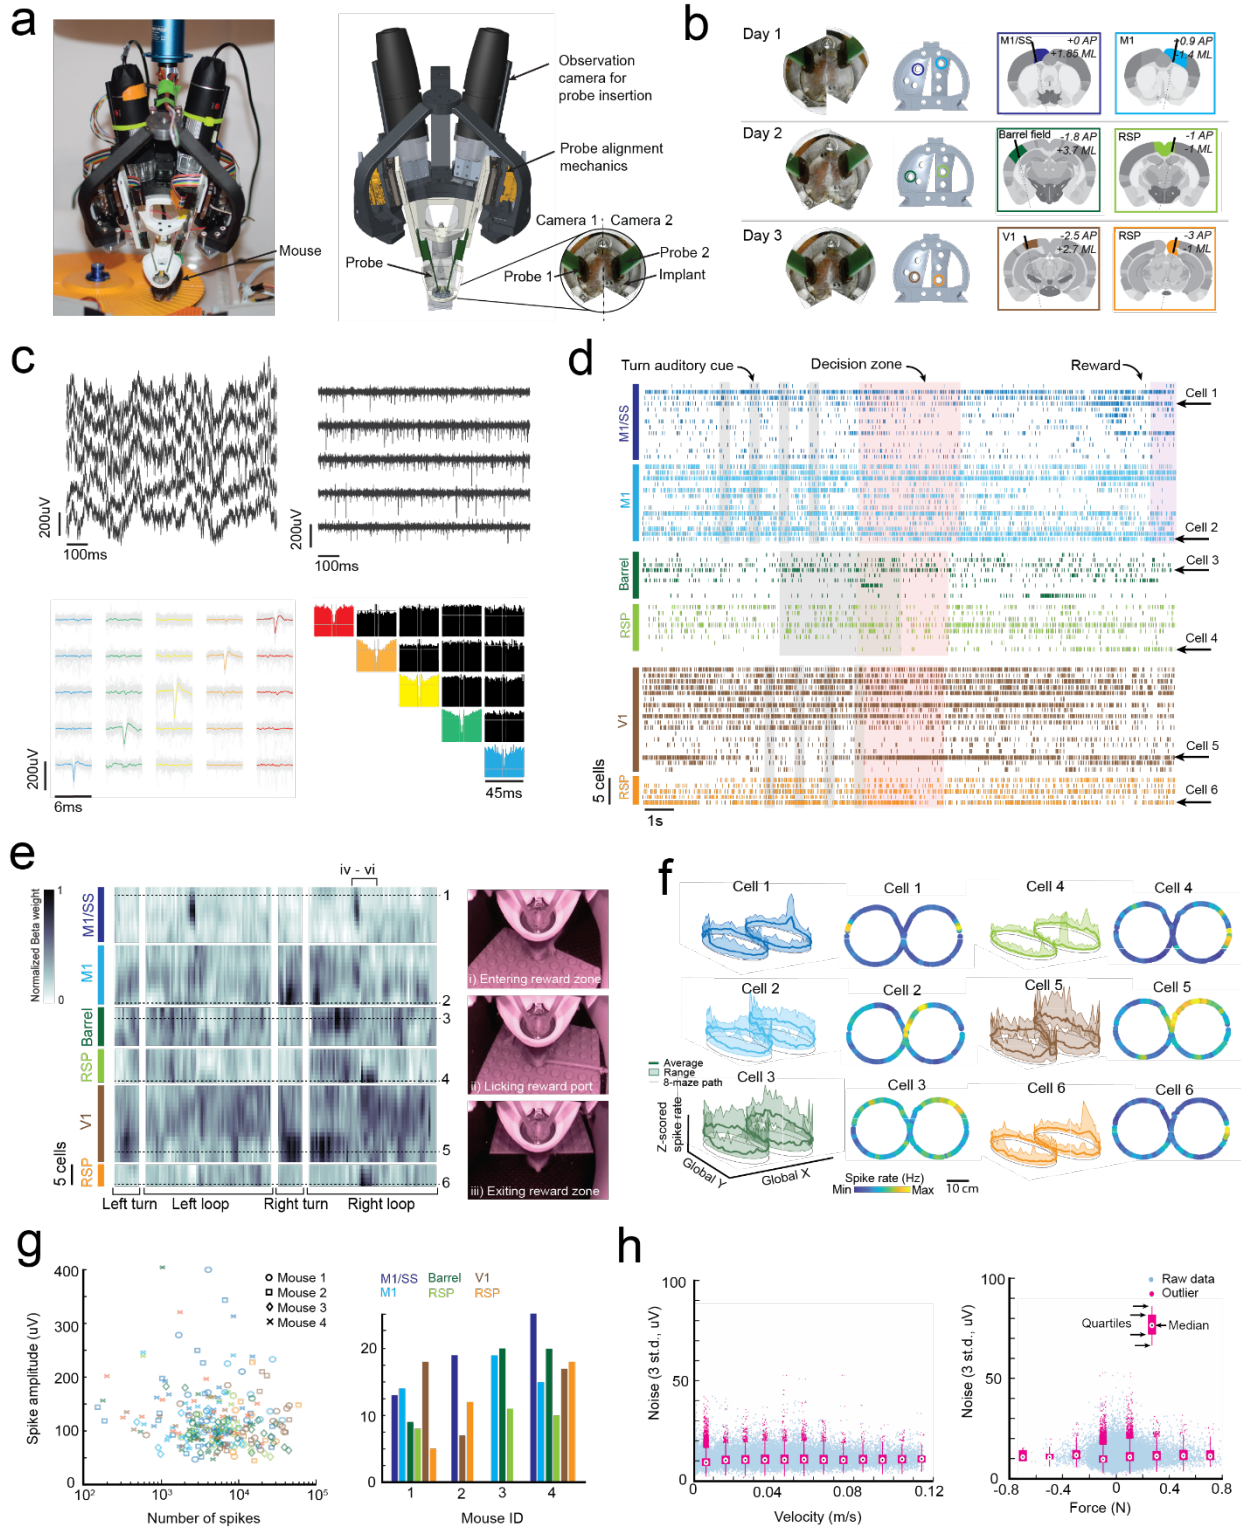 a
Mouse
Observation
camera for
probe insertion
Probe alignment
mechanics
Camera 1
Camera 2
Probe
Probe 1
Probe 2
Implant
b
Day 1
M1/SS
+0 AP
+1.85 ML
M1
+0.9 AP
-1.4 ML
Day 2
Barrel field
-1.8 AP
+3.7 ML
RSP
-1 AP
-1 ML
Day 3
V1
-2.5 AP
+2.7 ML
RSP
-3 AP
-1 ML
c
200uV
100ms
200uV
100ms
200uV
6ms
45ms
d
Turn auditory cue
Decision zone
Reward
M1/SS
M1
Barrel
RSP
V1
RSP
Cell 1
Cell 2
Cell 3
Cell 4
Cell 5
Cell 6
5 cells
1s
e
iv - vi
Normalized Beta weight
1
0
M1/SS
M1
Barrel
RSP
V1
RSP
1
2
3
4
5
6
5 cells
Left turn
Left loop
Right turn
Right loop
i) Entering reward zone
ii) Licking reward port
iii) Exiting reward zone
f
Cell 1
Cell 1
Cell 4
Cell 4
Cell 2
Cell 2
Cell 5
Cell 5
Average
Range
8-maze path
Cell 3
Cell 3
Cell 6
Cell 6
Z-scored
spike rate
Global Y
Global X
Spike rate (Hz)
Min
Max
10 cm
g
Spike amplitude (uV)
400
300
200
100
0
10²
10³
10⁴
10⁵
Number of spikes
Mouse 1
Mouse 2
Mouse 3
Mouse 4
M1/SS
Barrel
V1
M1
RSP
RSP
20
10
0
1
2
3
4
Mouse ID
h
Noise (3 st.d., uV)
100
50
0
0
0.04
0.08
0.12
Velocity (m/s)
Noise (3 st.d., uV)
100
50
0
-0.8
-0.4
0
0.4
0.8
Force (N)
Raw data
Outlier
Quartiles
Median